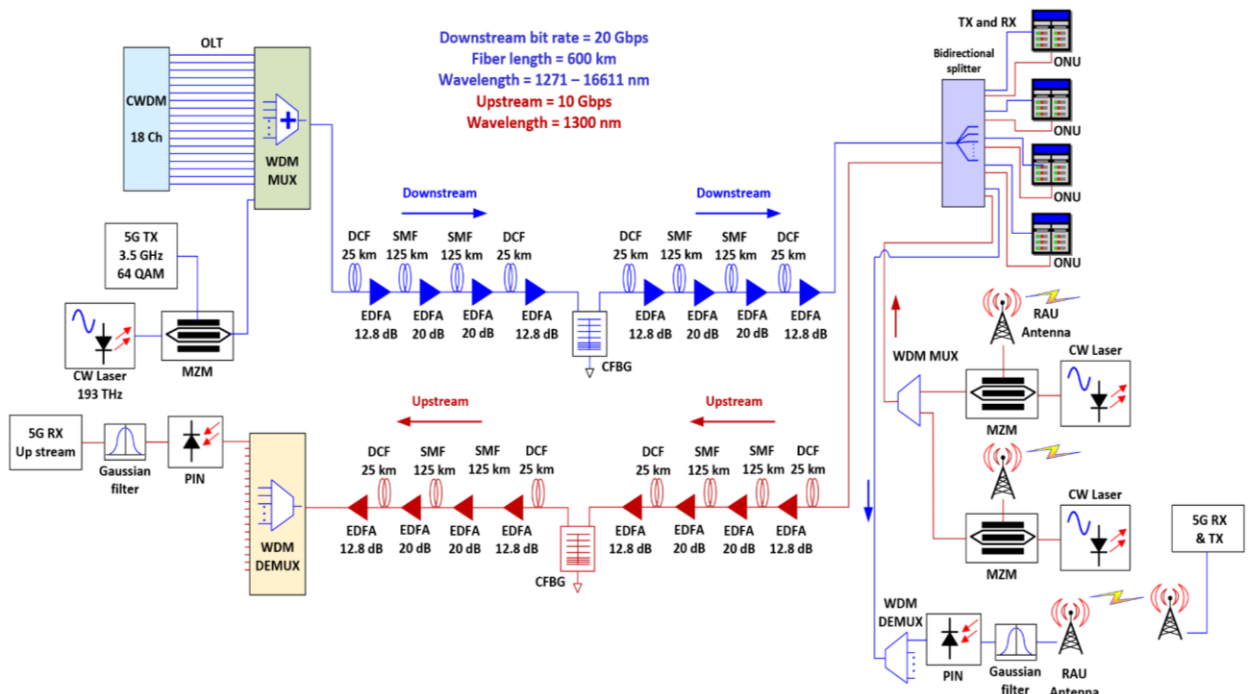 OLT
CWDM
18 Ch
WDM
MUX
Downstream bit rate = 20 Gbps
Fiber length = 600 km
Wavelength = 1271 – 16611 nm
Upstream = 10 Gbps
Wavelength = 1300 nm
TX and RX
Bidirectional
splitter
ONU
ONU
ONU
ONU
5G TX
3.5 GHz
64 QAM
CW Laser
193 THz
MZM
Downstream
DCF
25 km
SMF
125 km
SMF
125 km
DCF
25 km
EDFA
12.8 dB
EDFA
20 dB
EDFA
20 dB
EDFA
12.8 dB
CFBG
Downstream
DCF
25 km
SMF
125 km
SMF
125 km
DCF
25 km
EDFA
12.8 dB
EDFA
20 dB
EDFA
20 dB
EDFA
12.8 dB
5G RX
Up stream
Gaussian
filter
PIN
WDM
DEMUX
Upstream
DCF
25 km
SMF
125 km
SMF
125 km
DCF
25 km
EDFA
12.8 dB
EDFA
20 dB
EDFA
20 dB
EDFA
12.8 dB
CFBG
Upstream
DCF
25 km
SMF
125 km
SMF
125 km
DCF
25 km
EDFA
12.8 dB
EDFA
20 dB
EDFA
20 dB
EDFA
12.8 dB
RAU
Antenna
WDM MUX
CW Laser
MZM
CW Laser
MZM
5G RX
& TX
WDM
DEMUX
PIN
Gaussian
filter
RAU
Antenna